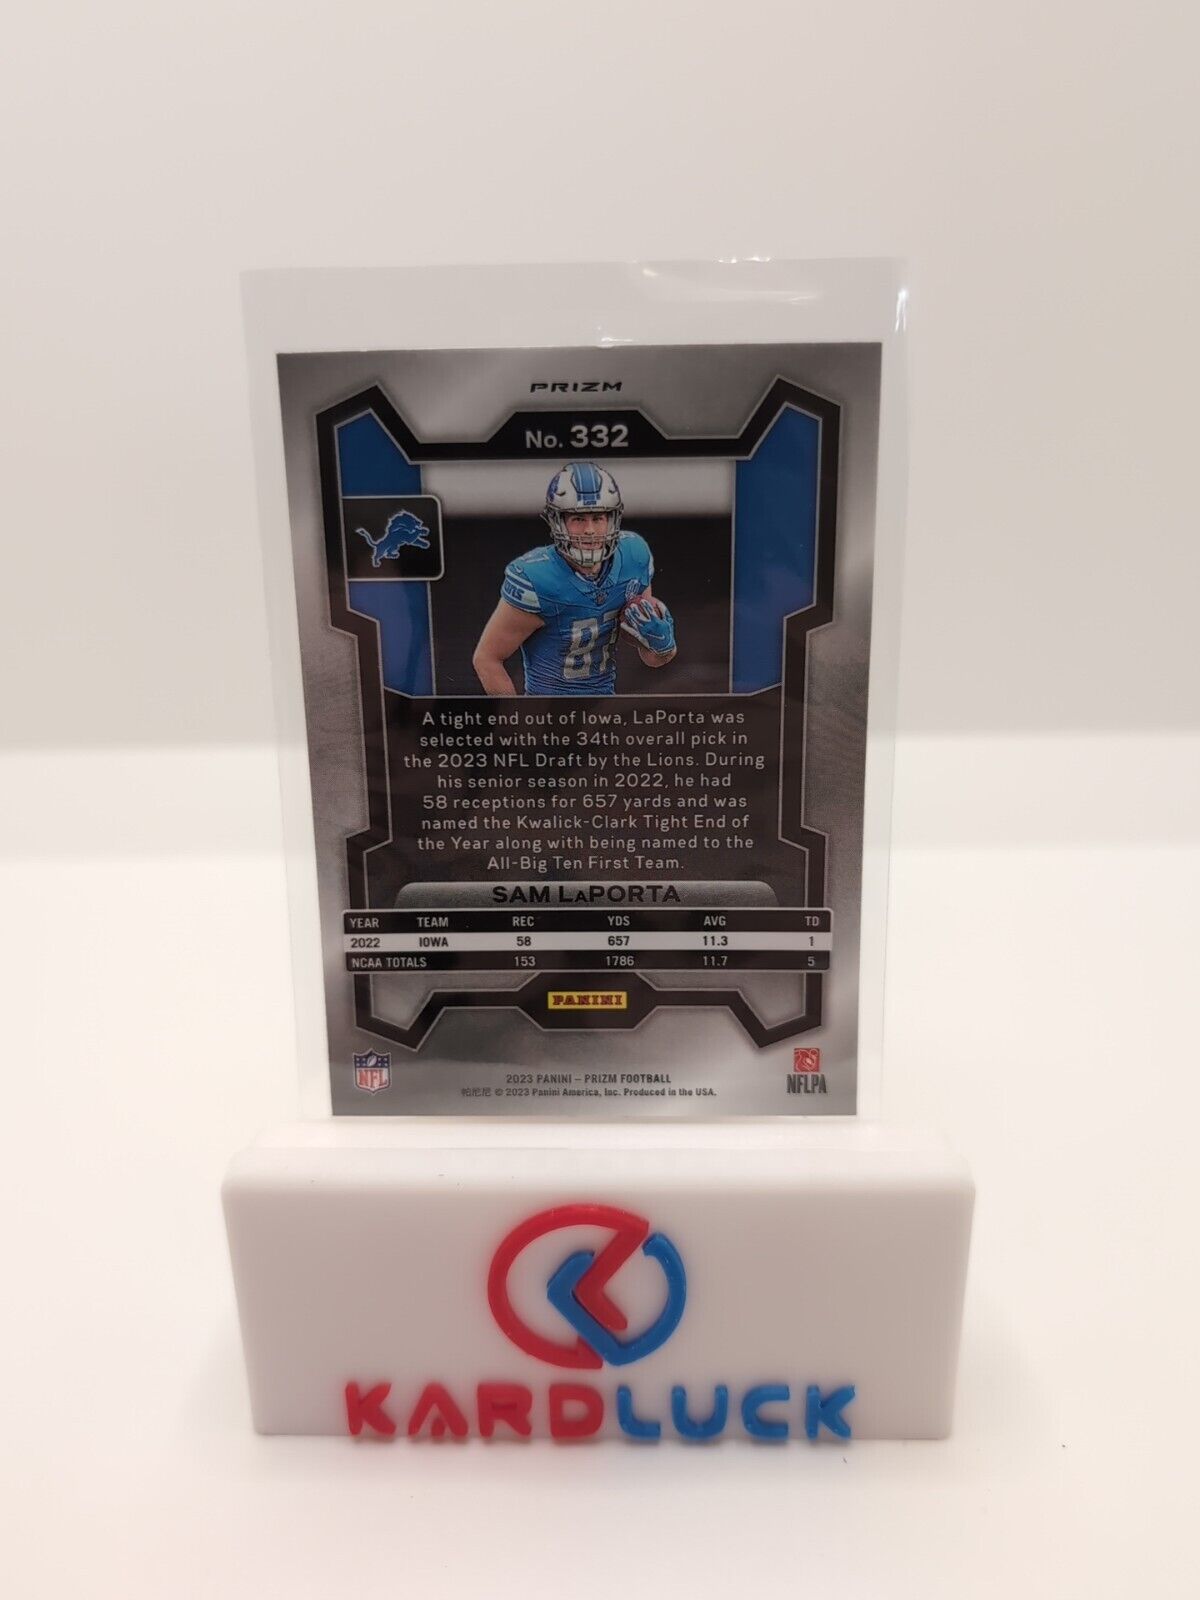 PRIZM
No. 332
LIONS
87
A tight end out of Iowa, LaPorta was
selected with the 34th overall pick in
the 2023 NFL Draft by the Lions. During
his senior season in 2022, he had
58 receptions for 657 yards and was
named the Kwalick-Clark Tight End of
the Year along with being named to the
All-Big Ten First Team.
SAM LaPORTA
YEAR TEAM REC YDS AVG TD
2022 IOWA 58 657 11.3 1
NCAA TOTALS 153 1786 11.7 5
PANINI
NFL
NFLPA
2023 PANINI – PRIZM FOOTBALL
帕尼尼 © 2023 Panini America, Inc. Produced in the USA.
KARDLUCK